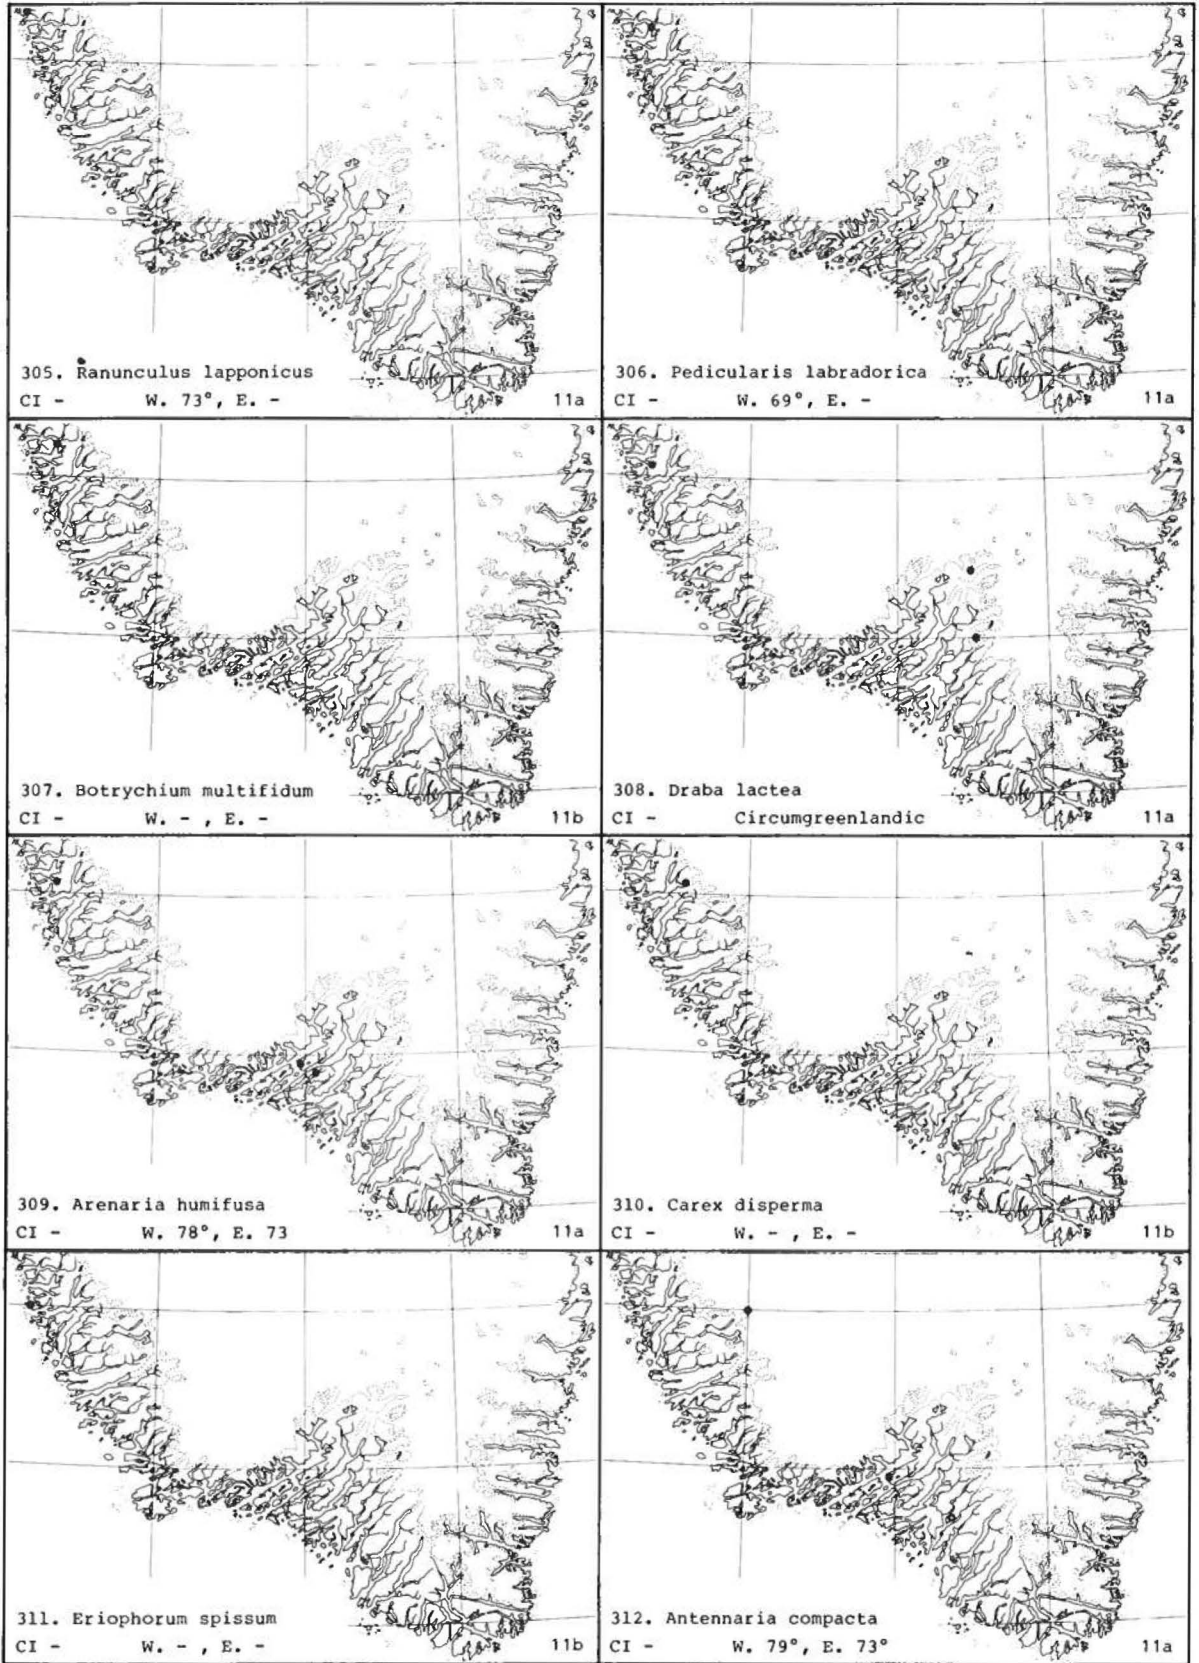 305. Ranunculus lapponicus
CI - W. 73°, E. - 11a
306. Pedicularis labradorica
CI - W. 69°, E. - 11a
307. Botrychium multifidum
CI - W. - , E. - 11b
308. Draba lactea
CI - Circumgreenlandic 11a
309. Arenaria humifusa
CI - W. 78°, E. 73 11a
310. Carex disperma
CI - W. - , E. - 11b
311. Eriophorum spissum
CI - W. - , E. - 11b
312. Antennaria compacta
CI - W. 79°, E. 73° 11a